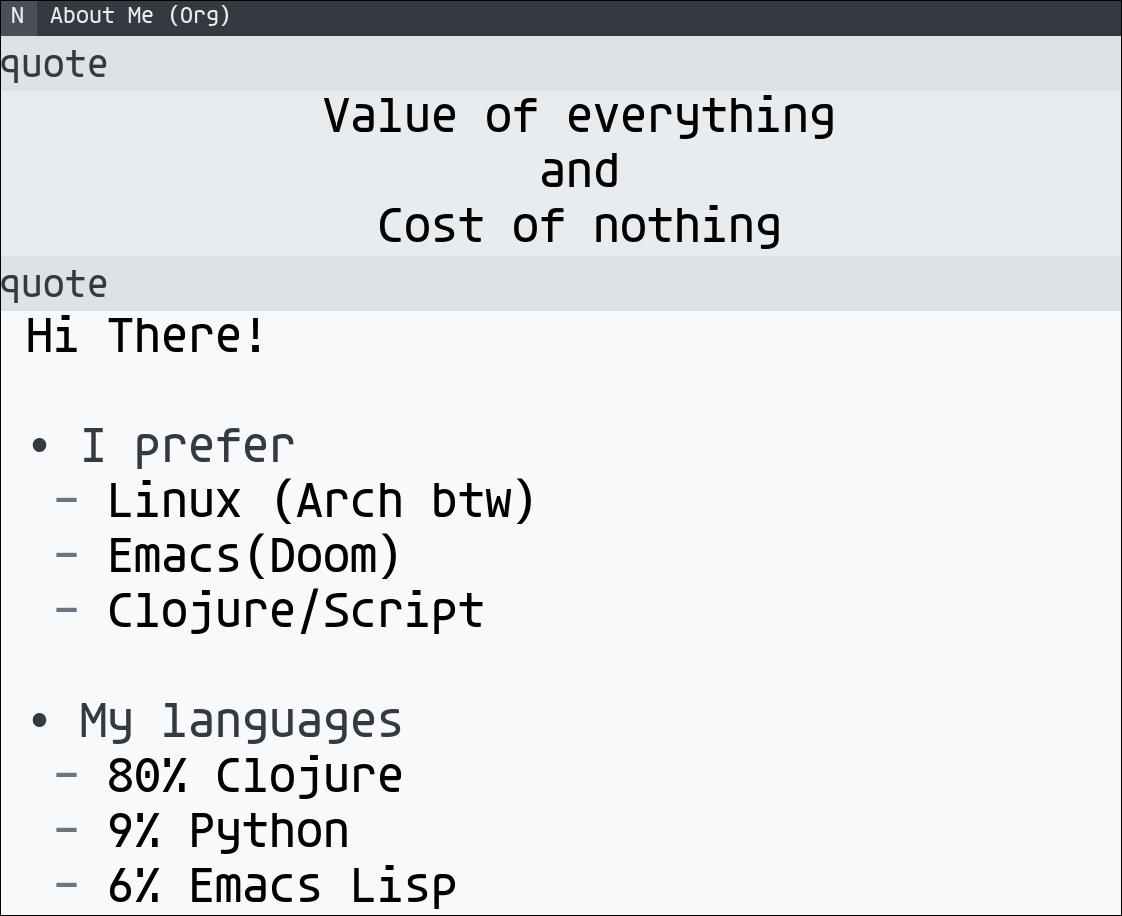 N About Me (Org)
quote
Value of everything
and
Cost of nothing
quote
Hi There!
• I prefer
– Linux (Arch btw)
– Emacs(Doom)
– Clojure/Script
• My languages
– 80% Clojure
– 9% Python
– 6% Emacs Lisp